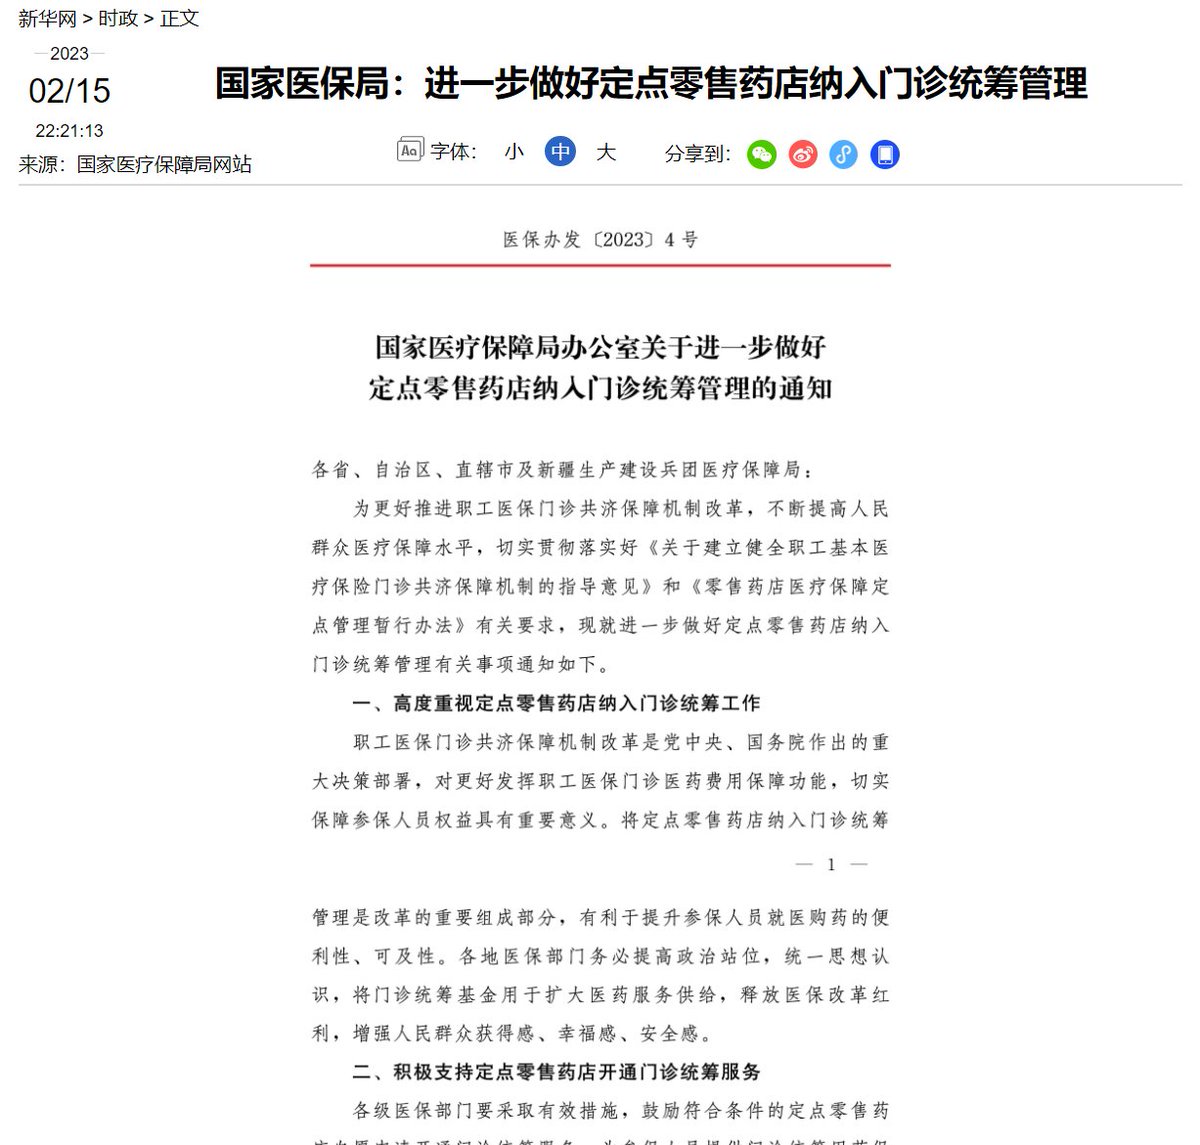 新华网 > 时政 > 正文
2023
02/15
22:21:13
来源：国家医疗保障局网站
国家医保局：进一步做好定点零售药店纳入门诊统筹管理
Aa 字体： 小 中 大 分享到：
医保办发〔2023〕4 号
国家医疗保障局办公室关于进一步做好
定点零售药店纳入门诊统筹管理的通知
各省、自治区、直辖市及新疆生产建设兵团医疗保障局：
为更好推进职工医保门诊共济保障机制改革，不断提高人民
群众医疗保障水平，切实贯彻落实好《关于建立健全职工基本医
疗保险门诊共济保障机制的指导意见》和《零售药店医疗保障定
点管理暂行办法》有关要求，现就进一步做好定点零售药店纳入
门诊统筹管理有关事项通知如下。
一、高度重视定点零售药店纳入门诊统筹工作
职工医保门诊共济保障机制改革是党中央、国务院作出的重
大决策部署，对更好发挥职工医保门诊医药费用保障功能，切实
保障参保人员权益具有重要意义。将定点零售药店纳入门诊统筹
— 1 —
管理是改革的重要组成部分，有利于提升参保人员就医购药的便
利性、可及性。各地医保部门务必提高政治站位，统一思想认
识，将门诊统筹基金用于扩大医药服务供给，释放医保改革红
利，增强人民群众获得感、幸福感、安全感。
二、积极支持定点零售药店开通门诊统筹服务
各级医保部门要采取有效措施，鼓励符合条件的定点零售药